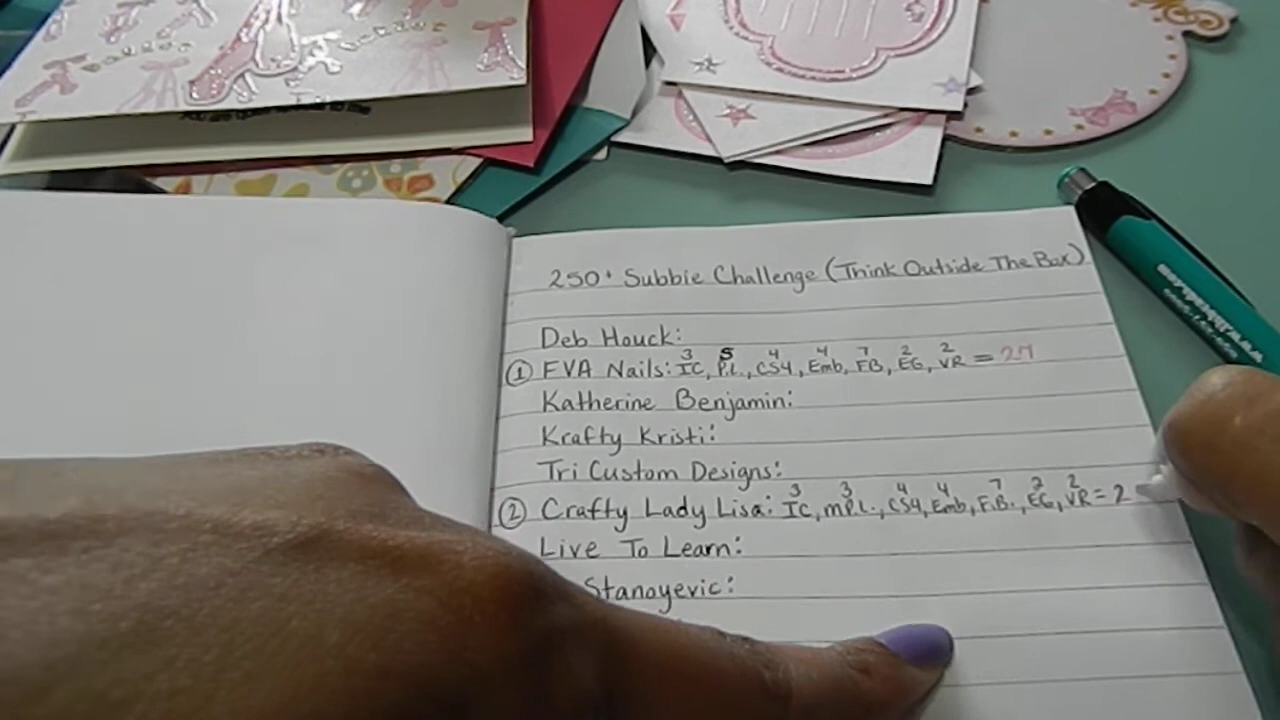 250+ Subbie Challenge (Think Outside The Box)
Deb Houck:
3 5 4 4 7 2 2
① EVA Nails: IC, P.L., CS4, Emb, FB, EG, VR = 27
Katherine Benjamin:
Krafty Kristi:
Tri Custom Designs:
3 3 4 4 7 2 2
② Crafty Lady Lisa: IC, mP.L., CS4, Emb, F.B., EG, VR = 2
Live To Learn:
Stanoyevic: